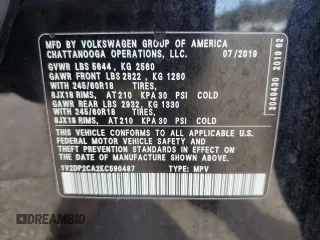 MFD. BY VOLKSWAGEN GROUP OF AMERICA
CHATTANOOGA OPERATIONS, LLC. 07/2019
GVWR LBS 5644, KG 2560
GAWR FRONT LBS 2822, KG 1280
WITH 245/60R18 TIRES,
8JX18 RIMS, AT 210 KPA 30 PSI COLD
GAWR REAR LBS 2932, KG 1330
WITH 245/60R18 TIRES,
8JX18 RIMS, AT 210 KPA 30 PSI COLD
THIS VEHICLE CONFORMS TO ALL APPLICABLE U.S.
FEDERAL MOTOR VEHICLE SAFETY AND THEFT
PREVENTION STANDARDS IN EFFECT ON THE DATE
OF MANUFACTURE SHOWN ABOVE.
1V2DP2CA2KC590487 TYPE: MPV
3049430 2019 62
DREAMBID